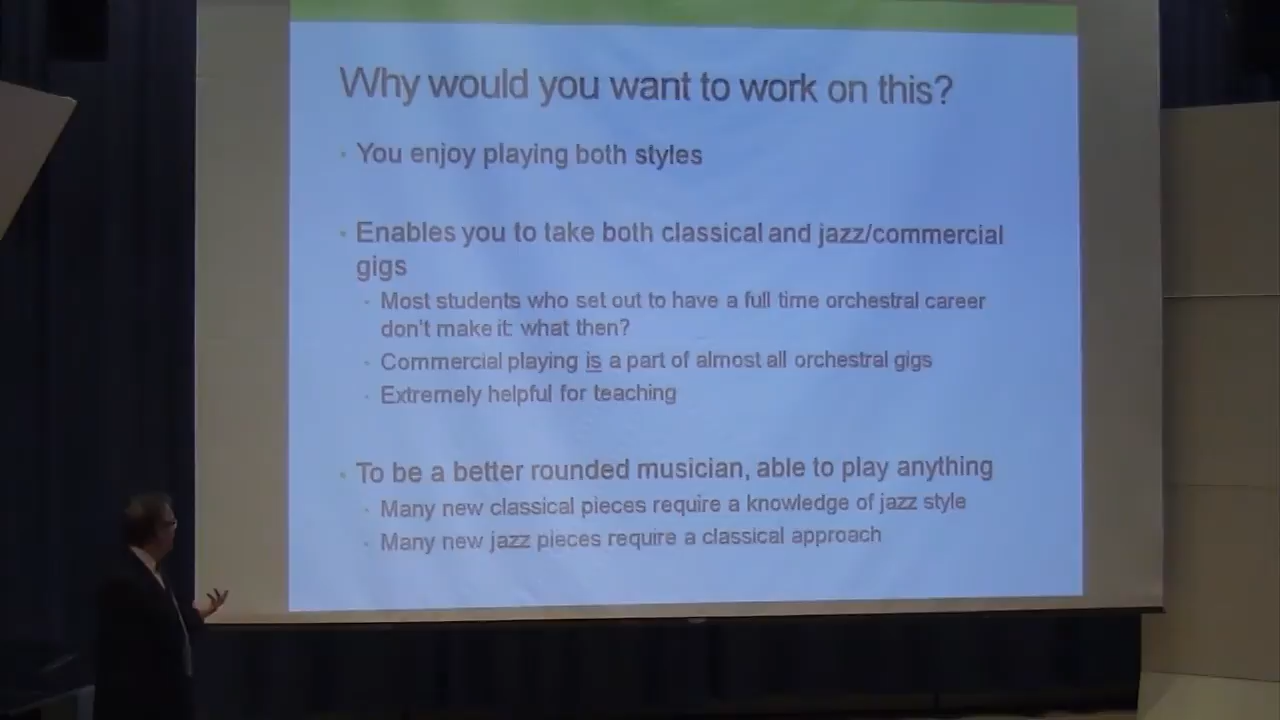 Why would you want to work on this?
· You enjoy playing both styles
· Enables you to take both classical and jazz/commercial
gigs
· Most students who set out to have a full time orchestral career
don't make it: what then?
· Commercial playing is a part of almost all orchestral gigs
· Extremely helpful for teaching
· To be a better rounded musician, able to play anything
· Many new classical pieces require a knowledge of jazz style
· Many new jazz pieces require a classical approach